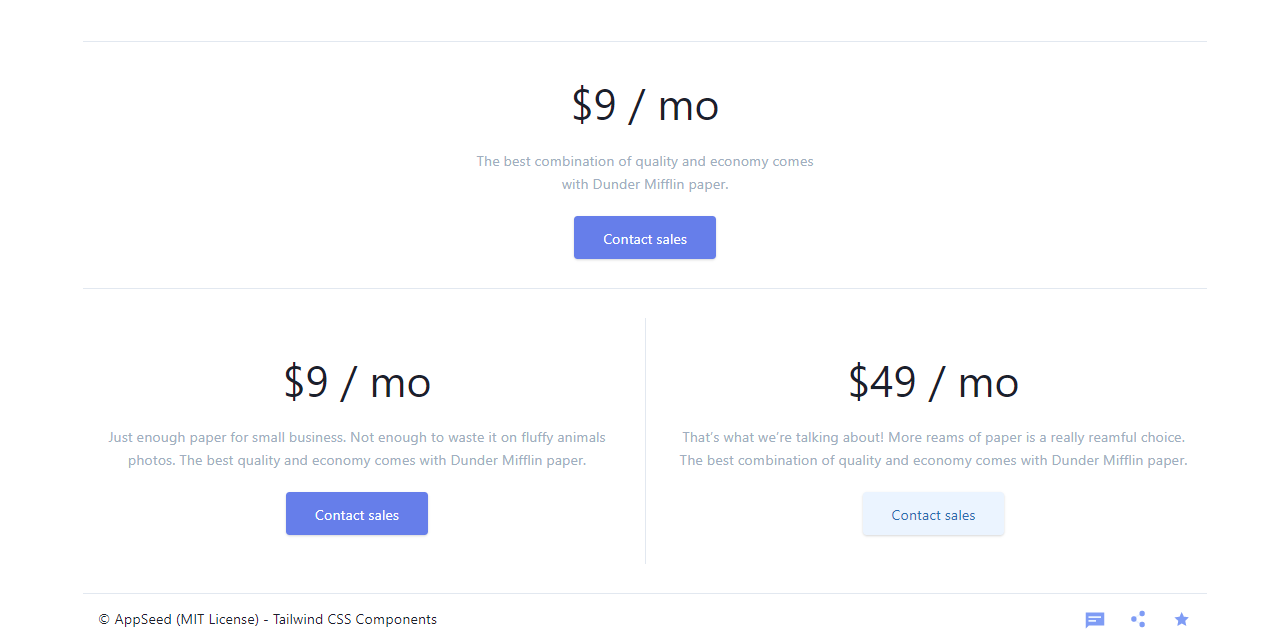 $9 / mo
The best combination of quality and economy comes
with Dunder Mifflin paper.
Contact sales
$9 / mo
Just enough paper for small business. Not enough to waste it on fluffy animals
photos. The best quality and economy comes with Dunder Mifflin paper.
Contact sales
$49 / mo
That’s what we’re talking about! More reams of paper is a really reamful choice.
The best combination of quality and economy comes with Dunder Mifflin paper.
Contact sales
© AppSeed (MIT License) - Tailwind CSS Components